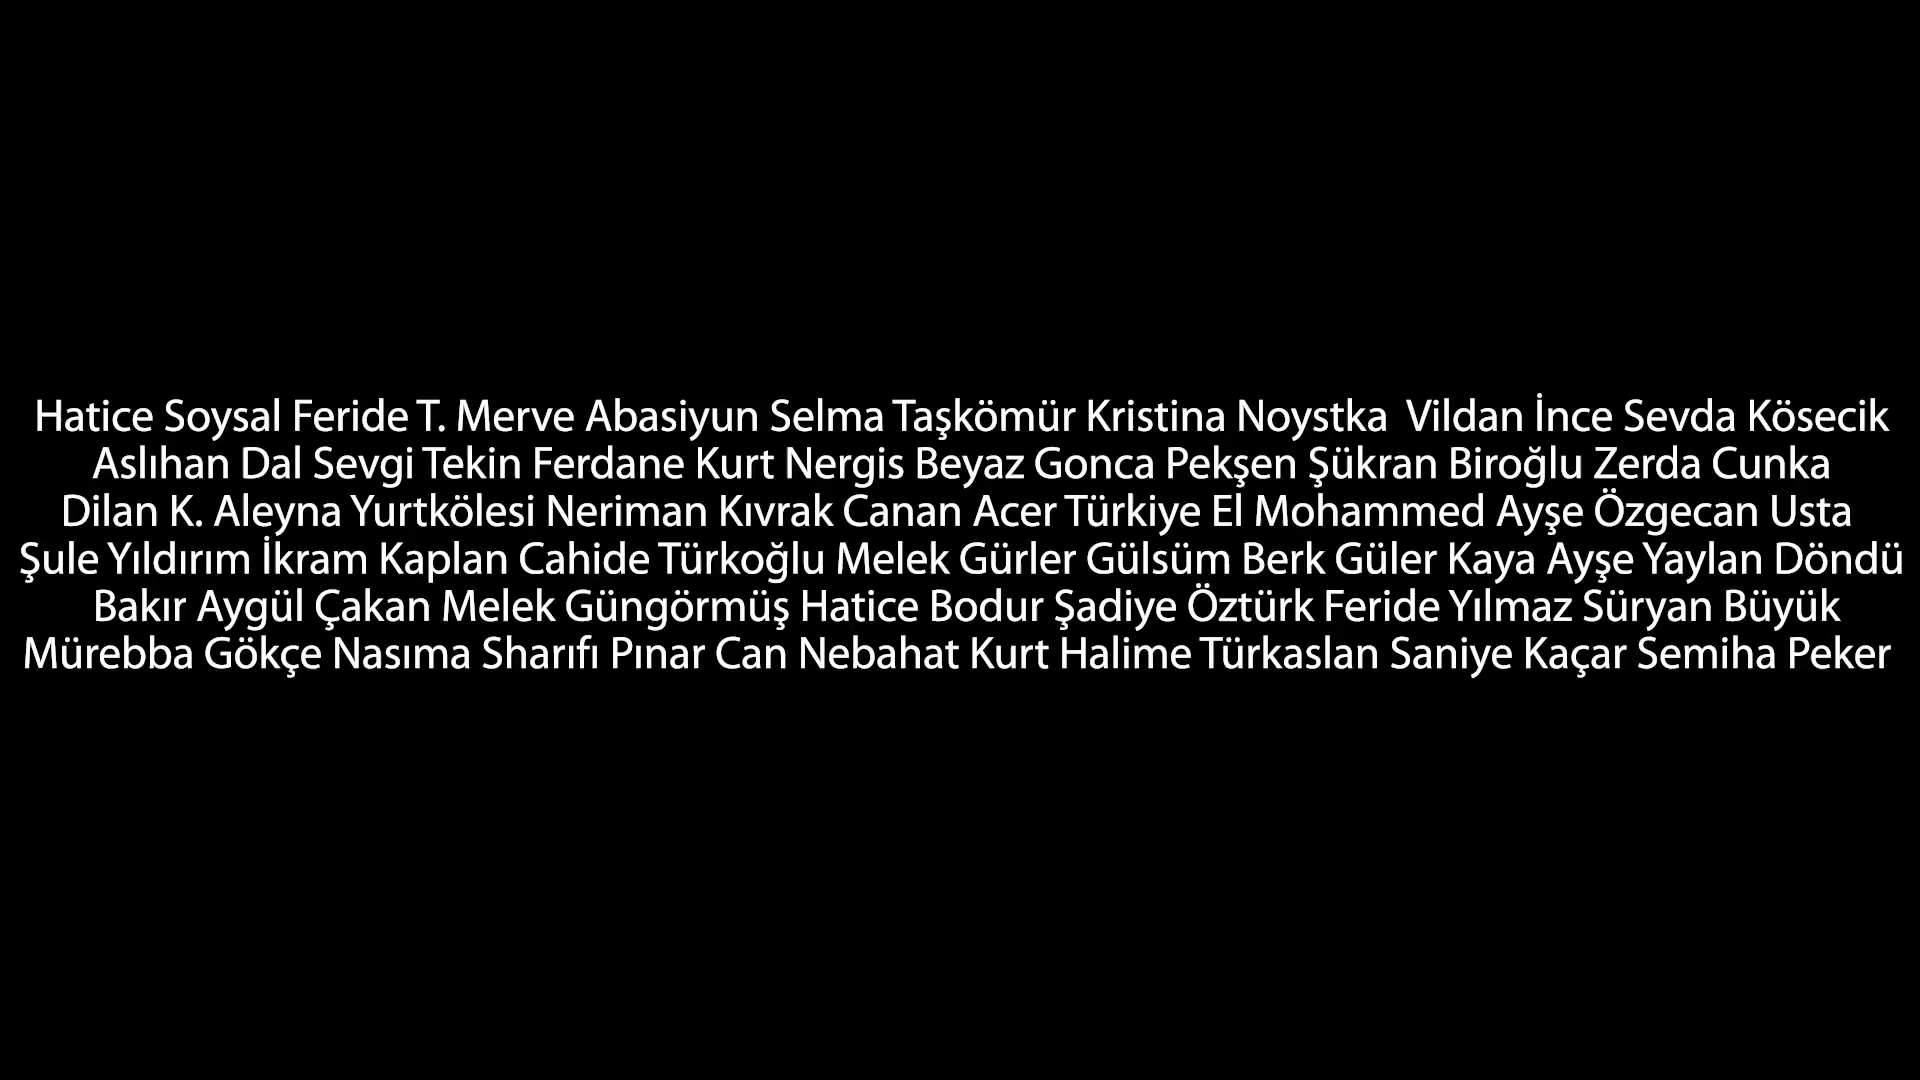 Hatice Soysal Feride T. Merve Abasiyun Selma Taşkömür Kristina Noystka  Vildan İnce Sevda Kösecik
Aslıhan Dal Sevgi Tekin Ferdane Kurt Nergis Beyaz Gonca Pekşen Şükran Biroğlu Zerda Cunka
Dilan K. Aleyna Yurtkölesi Neriman Kıvrak Canan Acer Türkiye El Mohammed Ayşe Özgecan Usta
Şule Yıldırım İkram Kaplan Cahide Türkoğlu Melek Gürler Gülsüm Berk Güler Kaya Ayşe Yaylan Döndü
Bakır Aygül Çakan Melek Güngörmüş Hatice Bodur Şadiye Öztürk Feride Yılmaz Süryan Büyük
Mürebba Gökçe Nasıma Sharıfı Pınar Can Nebahat Kurt Halime Türkaslan Saniye Kaçar Semiha Peker